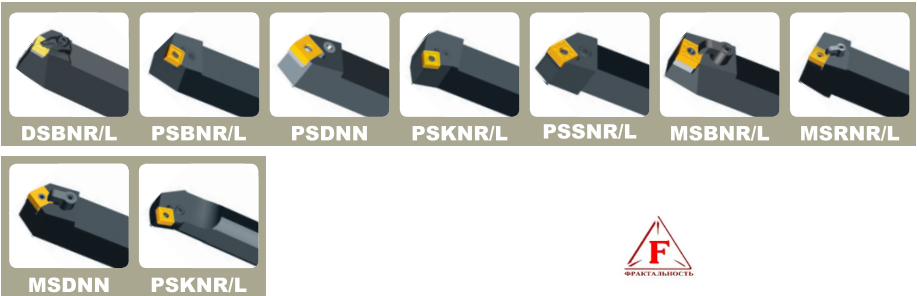 DSBNR/L PSBNR/L PSDNN PSKNR/L PSSNR/L MSBNR/L MSRNR/L
MSDNN PSKNR/L
F
ФРАКТАЛЬНОСТЬ